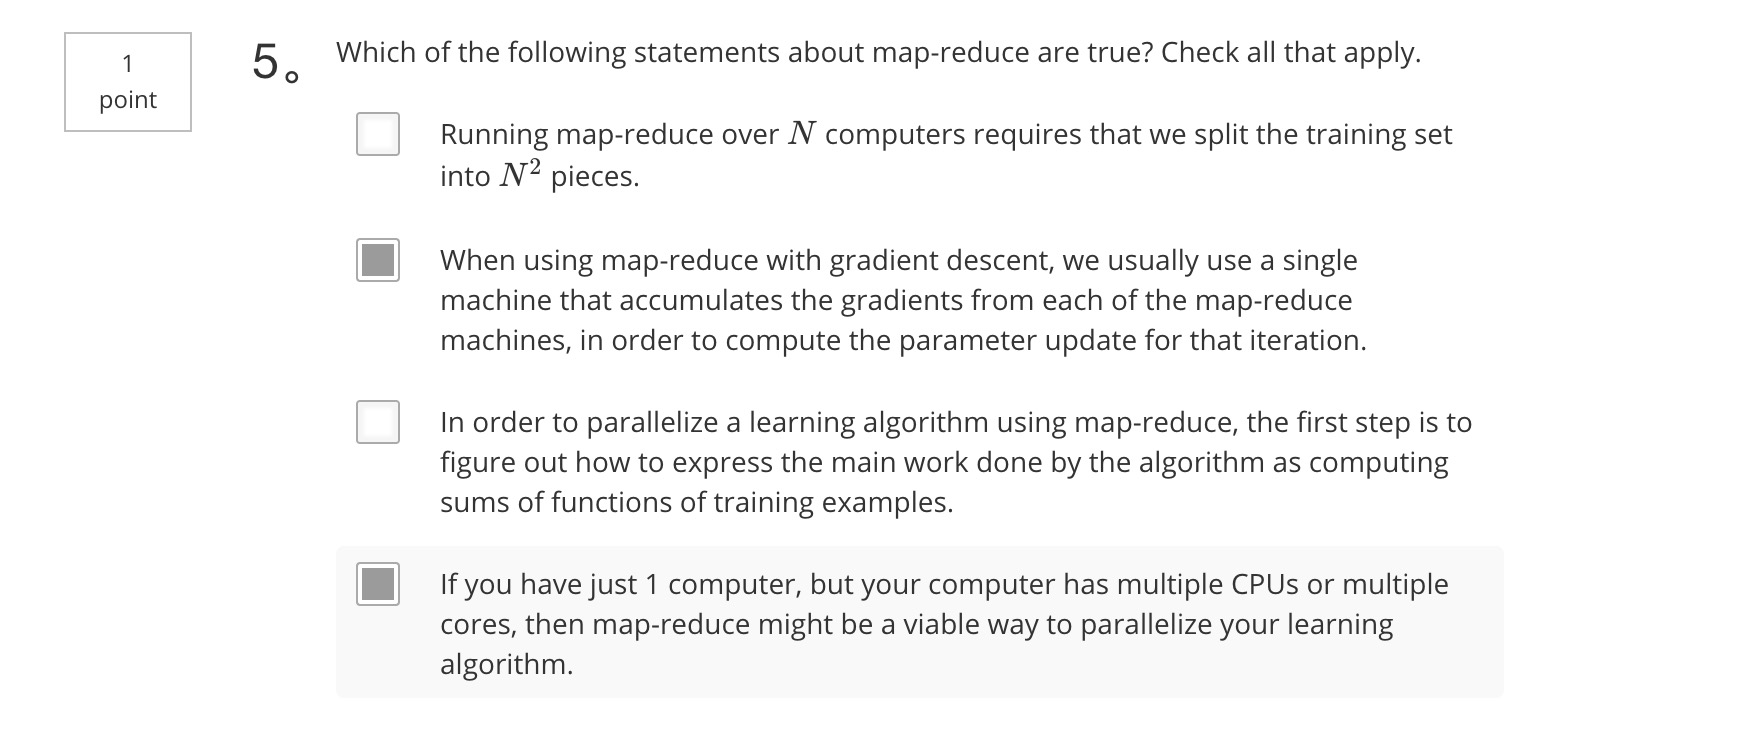 1
point
5。
Which of the following statements about map-reduce are true? Check all that apply.
Running map-reduce over N computers requires that we split the training set
into N² pieces.
When using map-reduce with gradient descent, we usually use a single
machine that accumulates the gradients from each of the map-reduce
machines, in order to compute the parameter update for that iteration.
In order to parallelize a learning algorithm using map-reduce, the first step is to
figure out how to express the main work done by the algorithm as computing
sums of functions of training examples.
If you have just 1 computer, but your computer has multiple CPUs or multiple
cores, then map-reduce might be a viable way to parallelize your learning
algorithm.